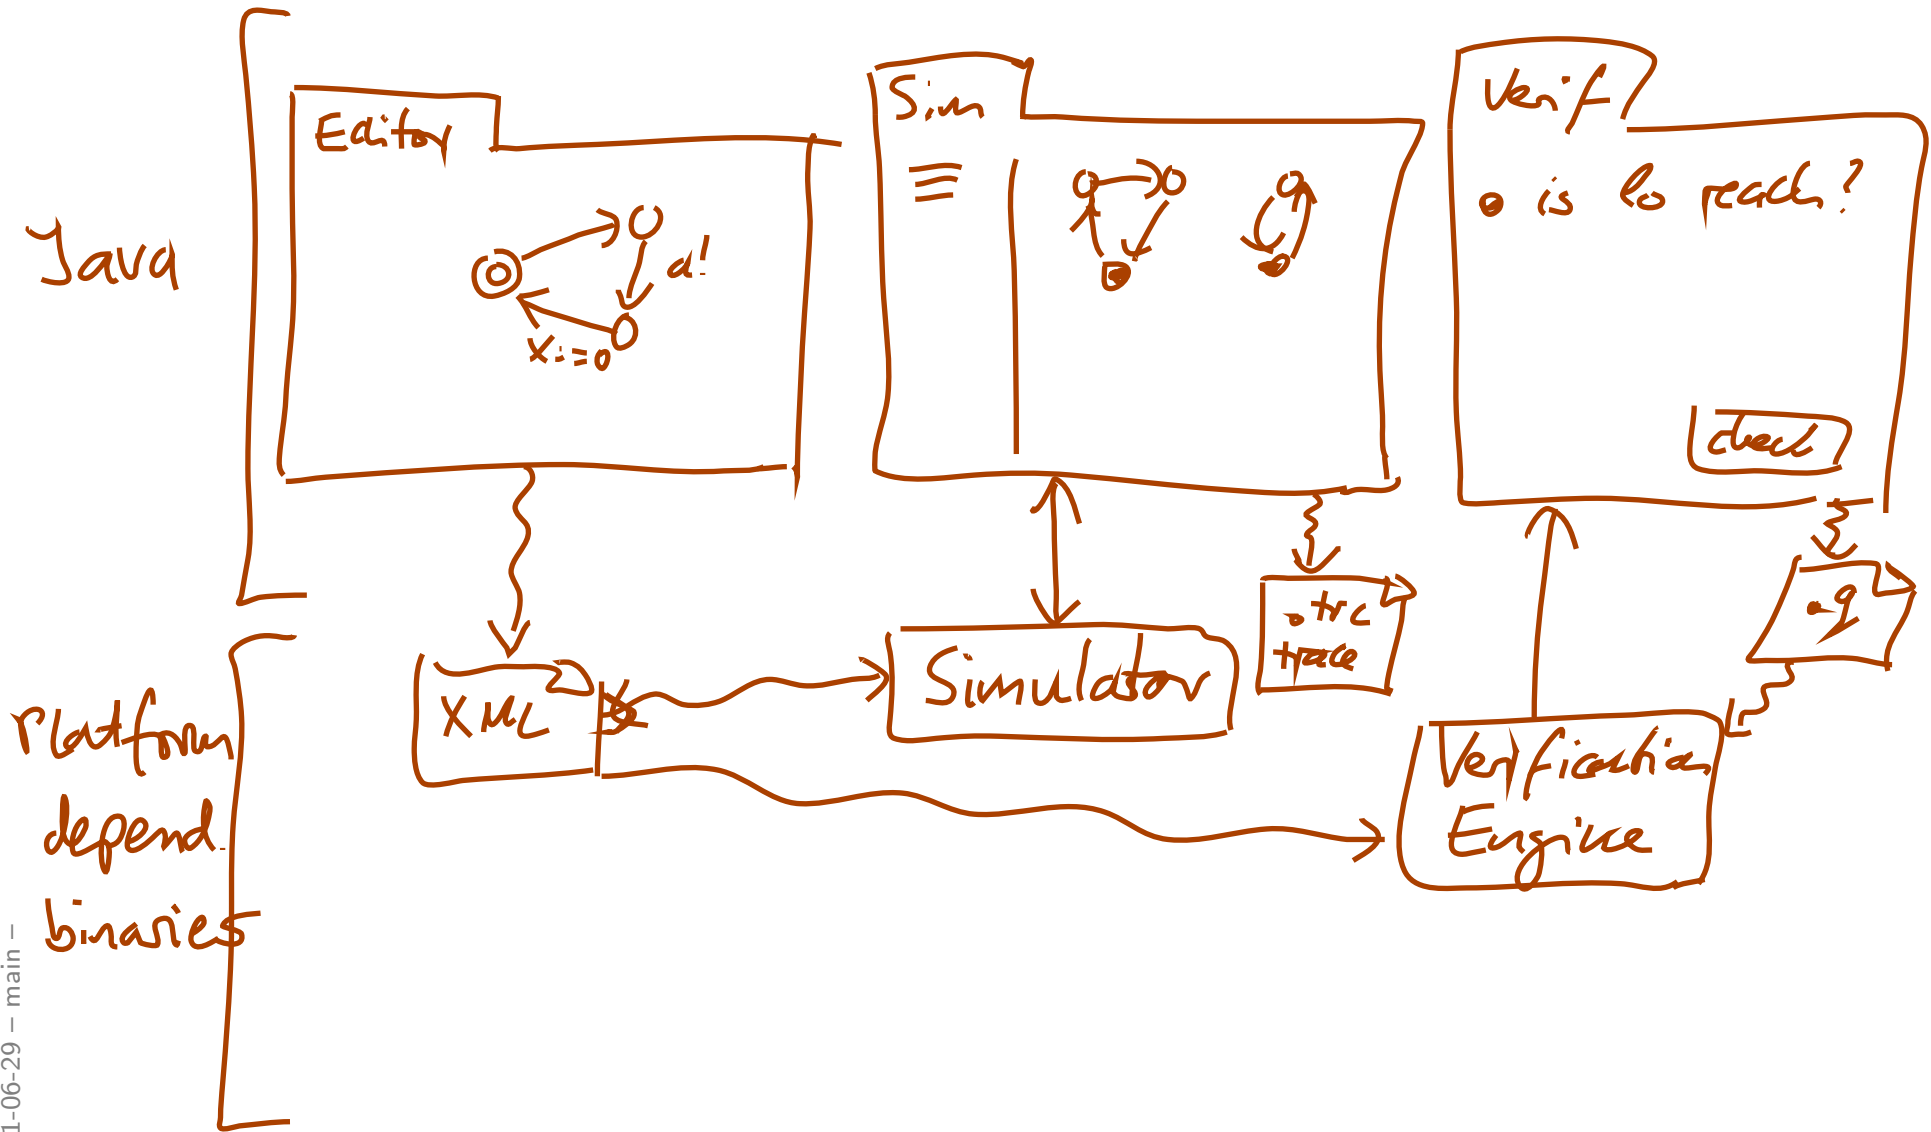 Java
Editor
a!
x:=0
Sim
Verif
is lo reach?
check
Platform
depend.
binaries
XML
Simulator
.trc
trace
.q
Verification
Engine
1-06-29 – main –